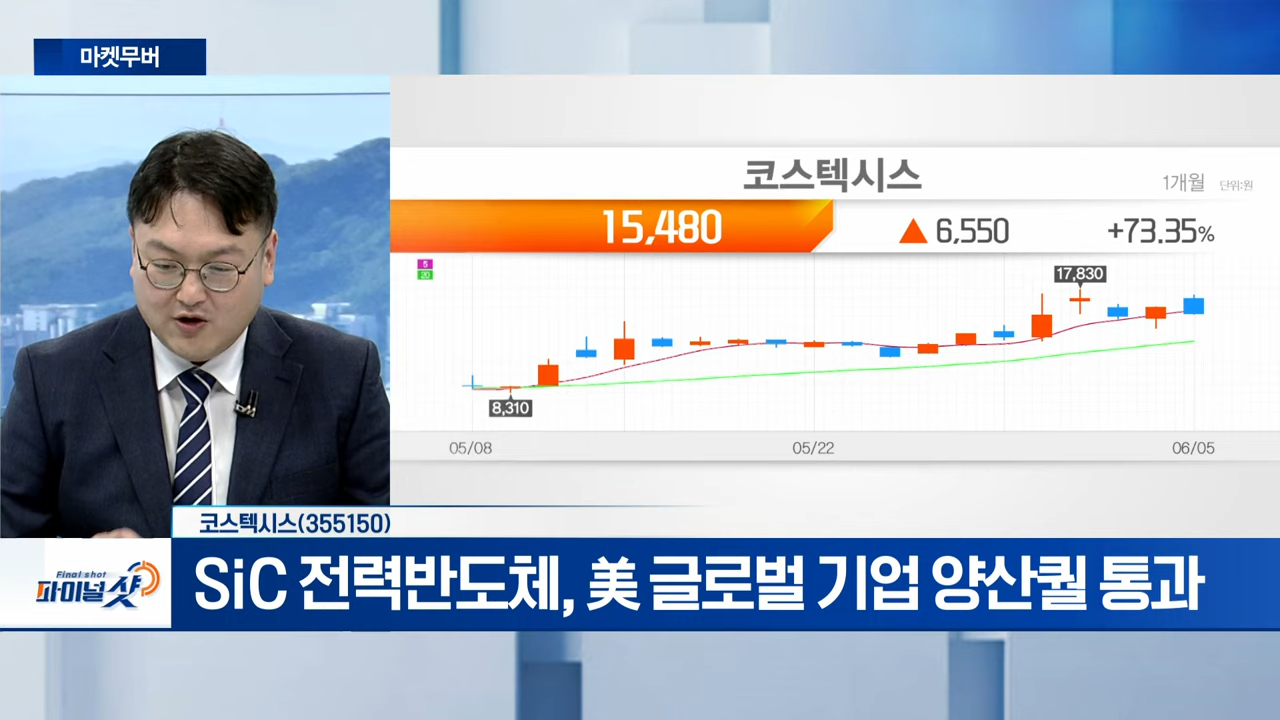 마켓무버
코스텍시스
1개월 단위:원
15,480 ▲ 6,550 +73.35%
5
20
17,830
8,310
05/08 05/22 06/05
코스텍시스(355150)
Final shot
파이널샷
SiC 전력반도체, 美 글로벌 기업 양산퀄 통과